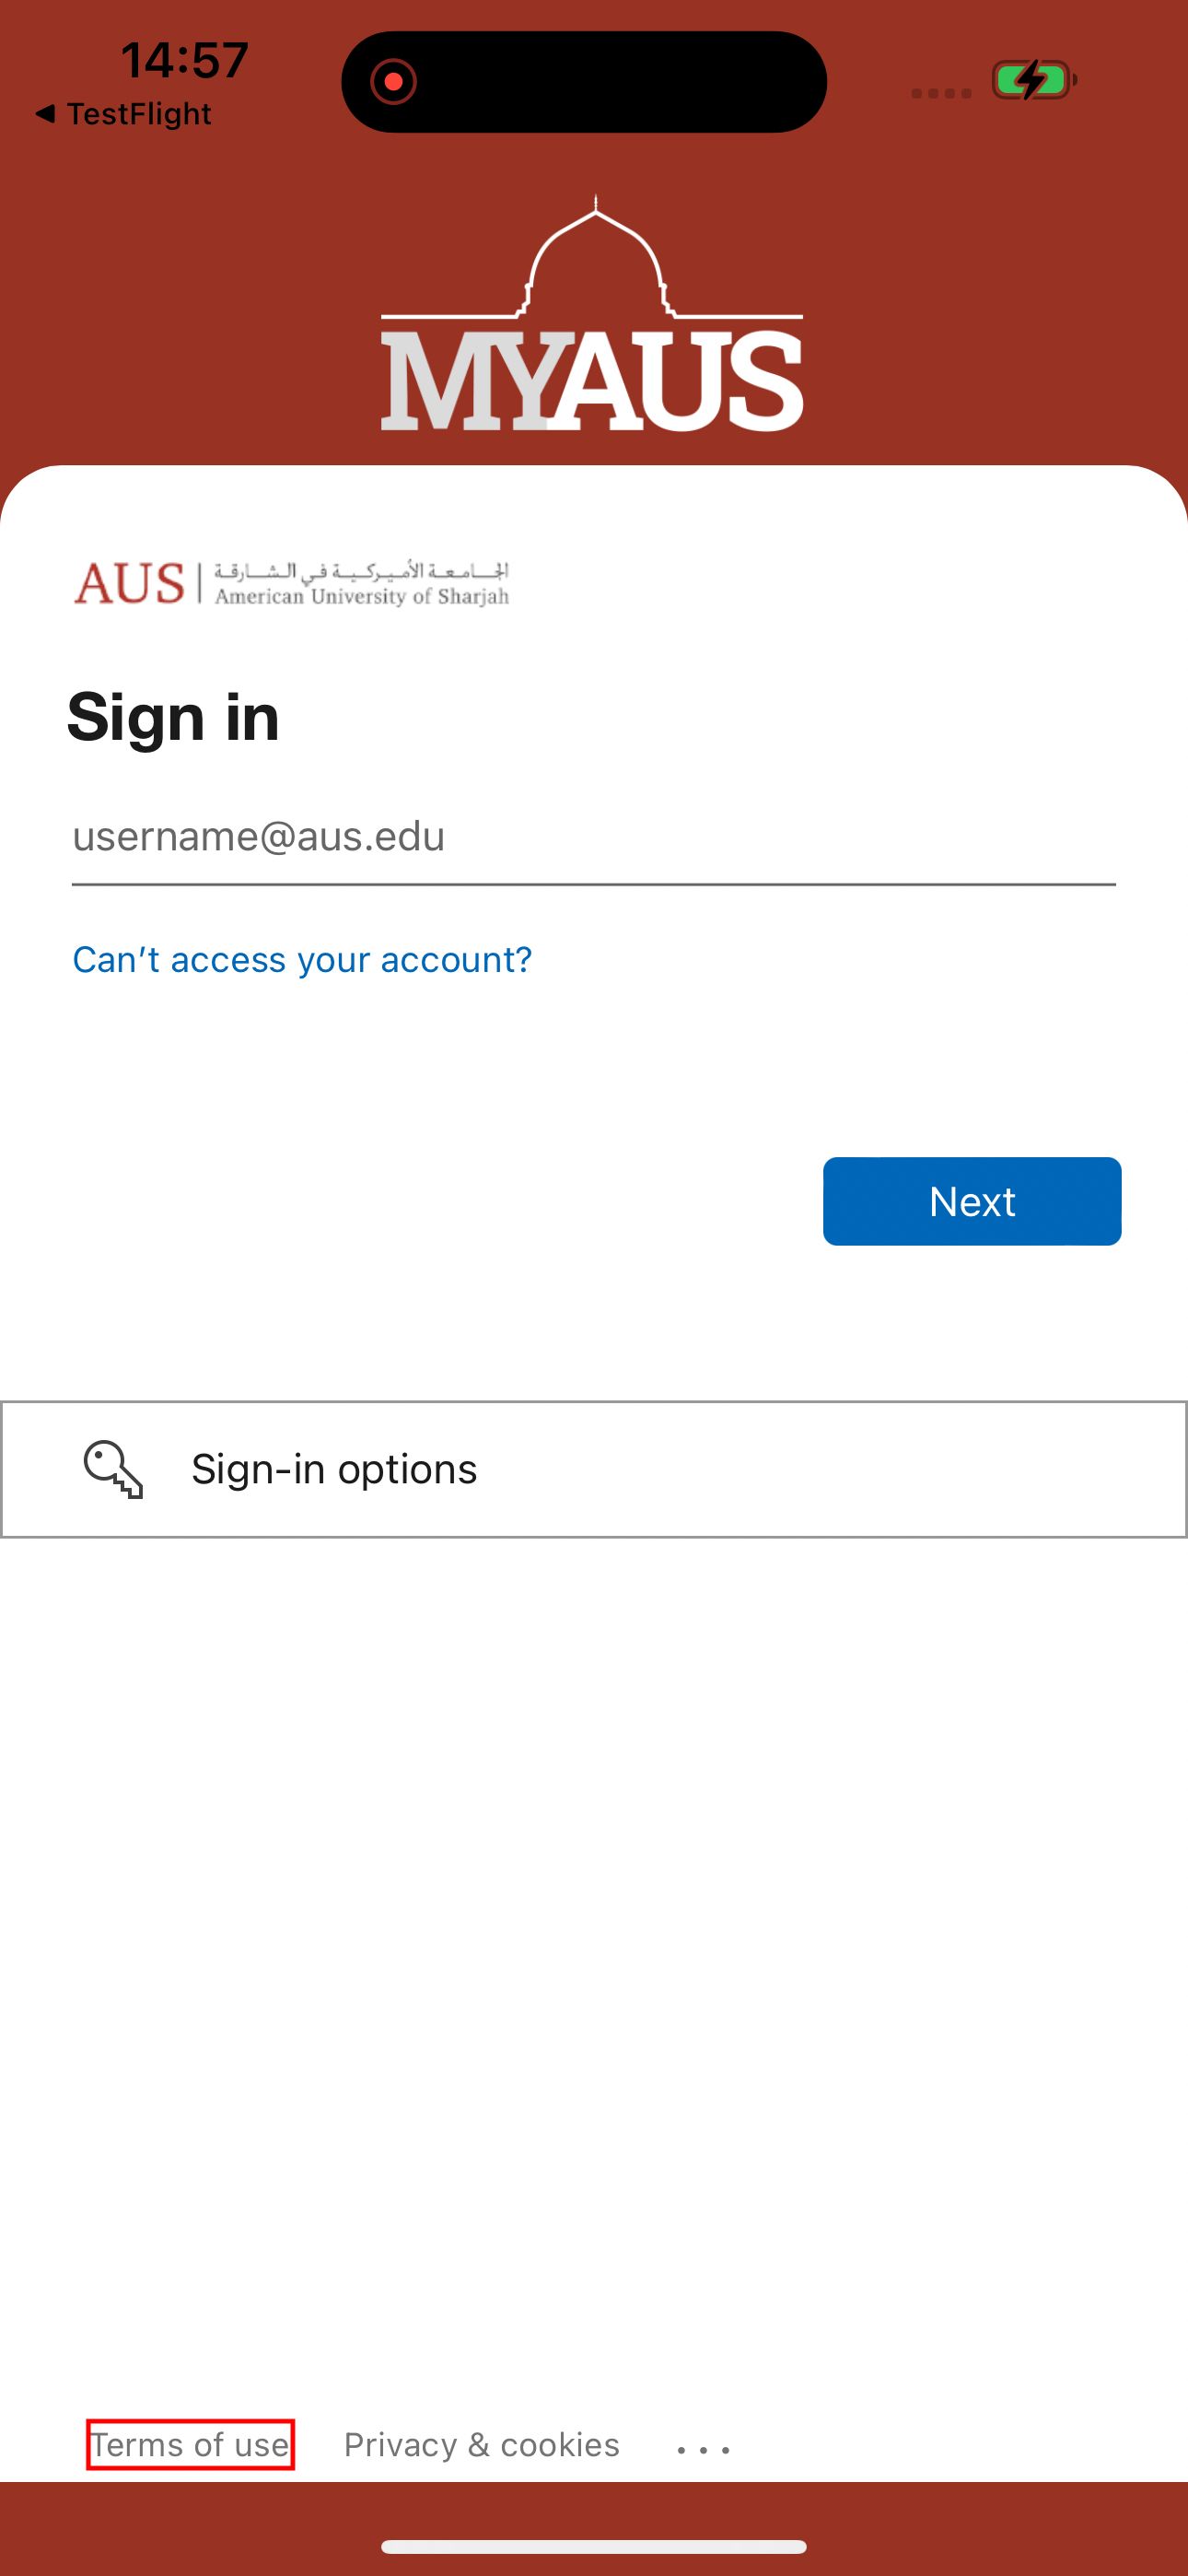 14:57
◀ TestFlight
MYAUS
AUS | الجامعة الأميركية في الشارقة
American University of Sharjah
Sign in
username@aus.edu
Can't access your account?
Next
Sign-in options
Terms of use Privacy & cookies ...